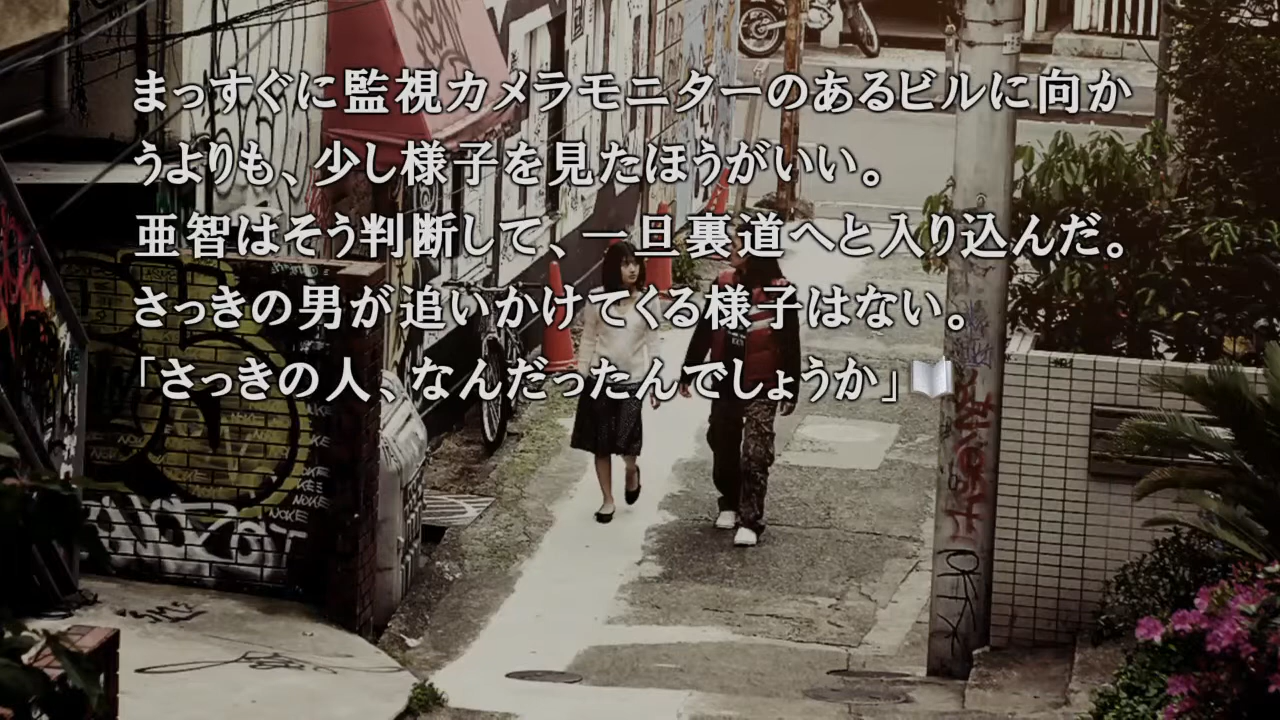 まっすぐに監視カメラモニターのあるビルに向か
うよりも、少し様子を見たほうがいい。
亜智はそう判断して、一旦裏道へと入り込んだ。
さっきの男が追いかけてくる様子はない。
「さっきの人、なんだったんでしょうか」
NOKE
NOKE
NOKE
NOKE